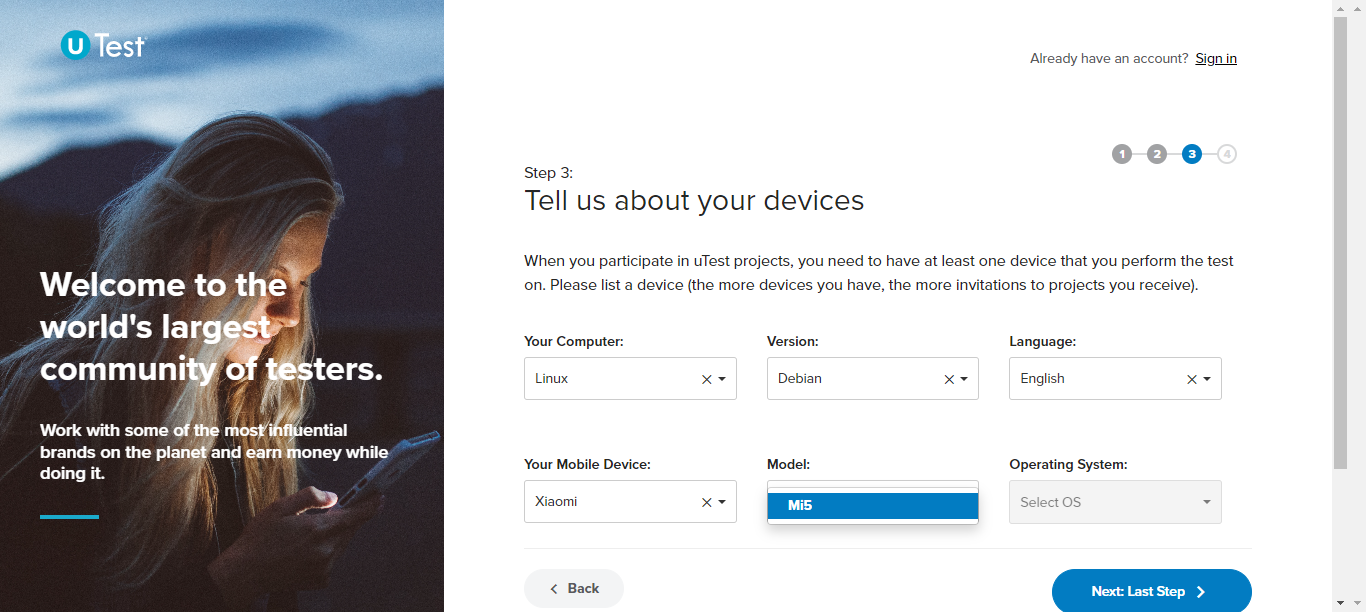 U Test
Already have an account? Sign in
1 2 3 4
Step 3:
Tell us about your devices
Welcome to the
world's largest
community of testers.
Work with some of the most influential
brands on the planet and earn money while
doing it.
When you participate in uTest projects, you need to have at least one device that you perform the test
on. Please list a device (the more devices you have, the more invitations to projects you receive).
Your Computer: Version: Language:
Linux Debian English
Your Mobile Device: Model: Operating System:
Xiaomi Mi5 Select OS
Back Next: Last Step